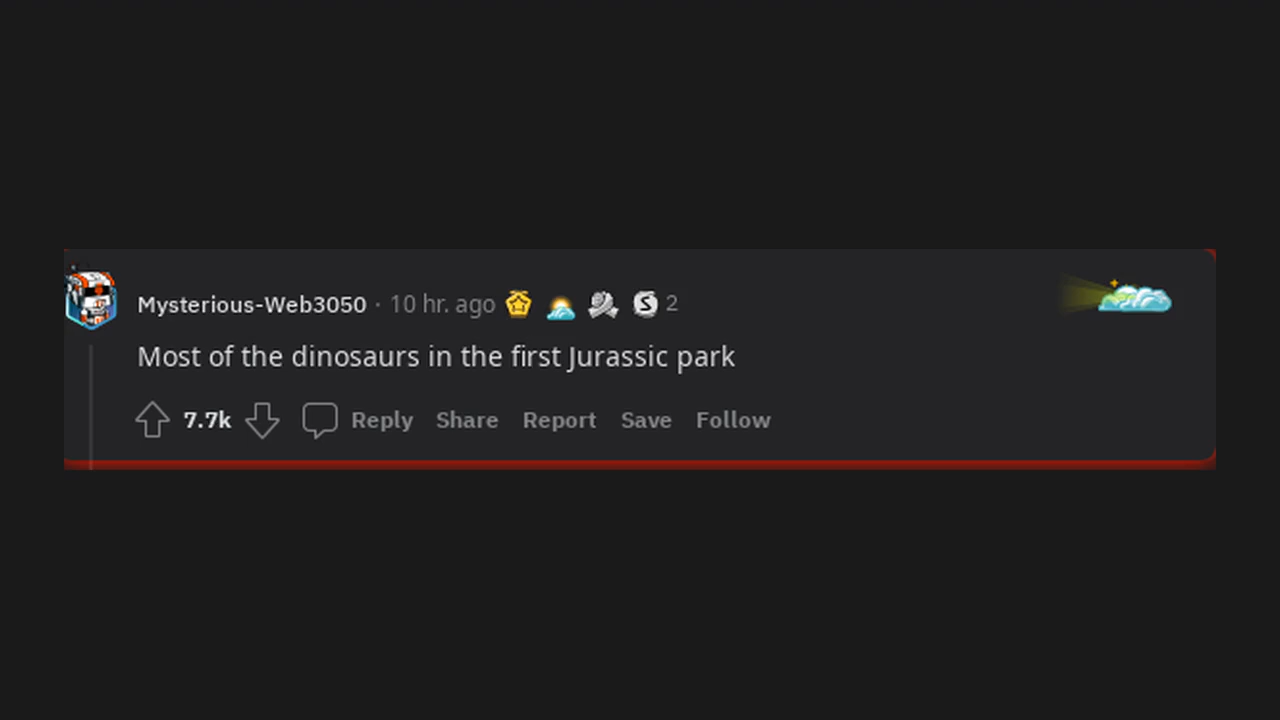 Mysterious-Web3050 · 10 hr. ago S 2
Most of the dinosaurs in the first Jurassic park
7.7k Reply Share Report Save Follow